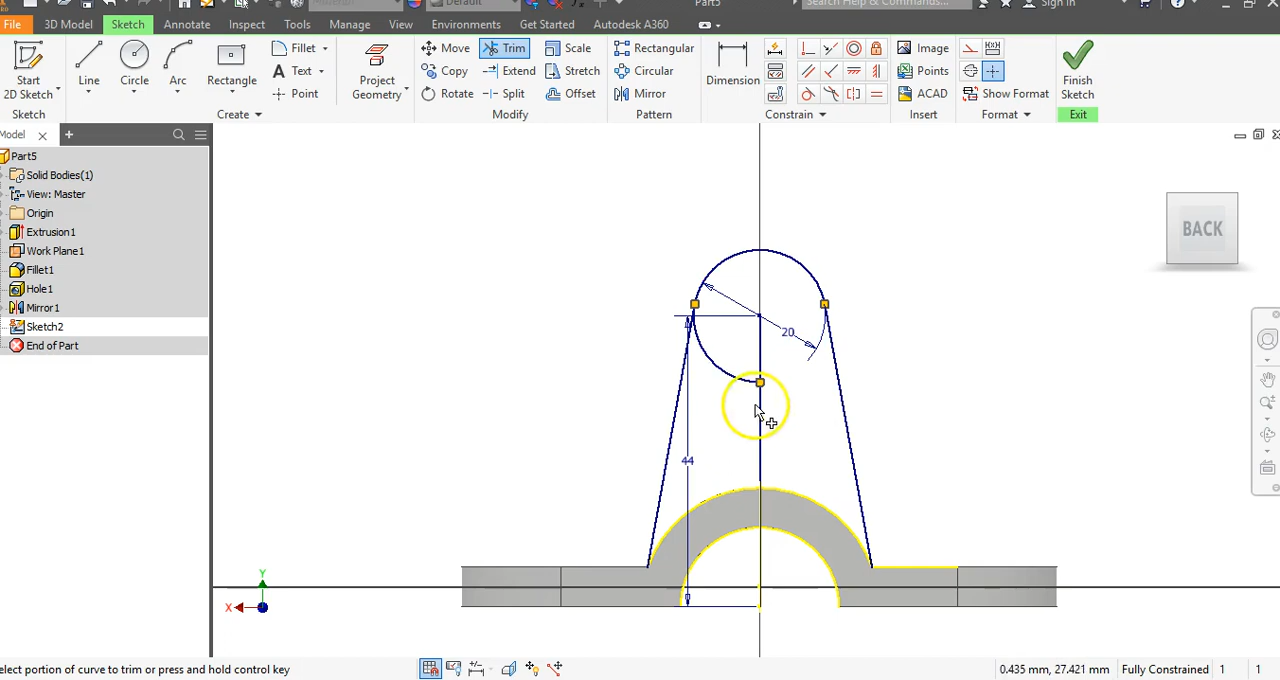 Part5
Search Help & Commands...
Sign In
Default
File
3D Model
Sketch
Annotate
Inspect
Tools
Manage
View
Environments
Get Started
Autodesk A360
Start
2D Sketch
Line
Circle
Arc
Rectangle
Fillet
Text
Point
Project
Geometry
Move
Copy
Rotate
Trim
Extend
Split
Scale
Stretch
Offset
Rectangular
Circular
Mirror
Dimension
Image
Points
ACAD
Show Format
Finish
Sketch
Sketch
Create
Modify
Pattern
Constrain
Insert
Format
Exit
Model
Part5
Solid Bodies(1)
View: Master
Origin
Extrusion1
Work Plane1
Fillet1
Hole1
Mirror1
Sketch2
End of Part
BACK
20
44
Y
X
elect portion of curve to trim or press and hold control key
0.435 mm, 27.421 mm
Fully Constrained
1
1